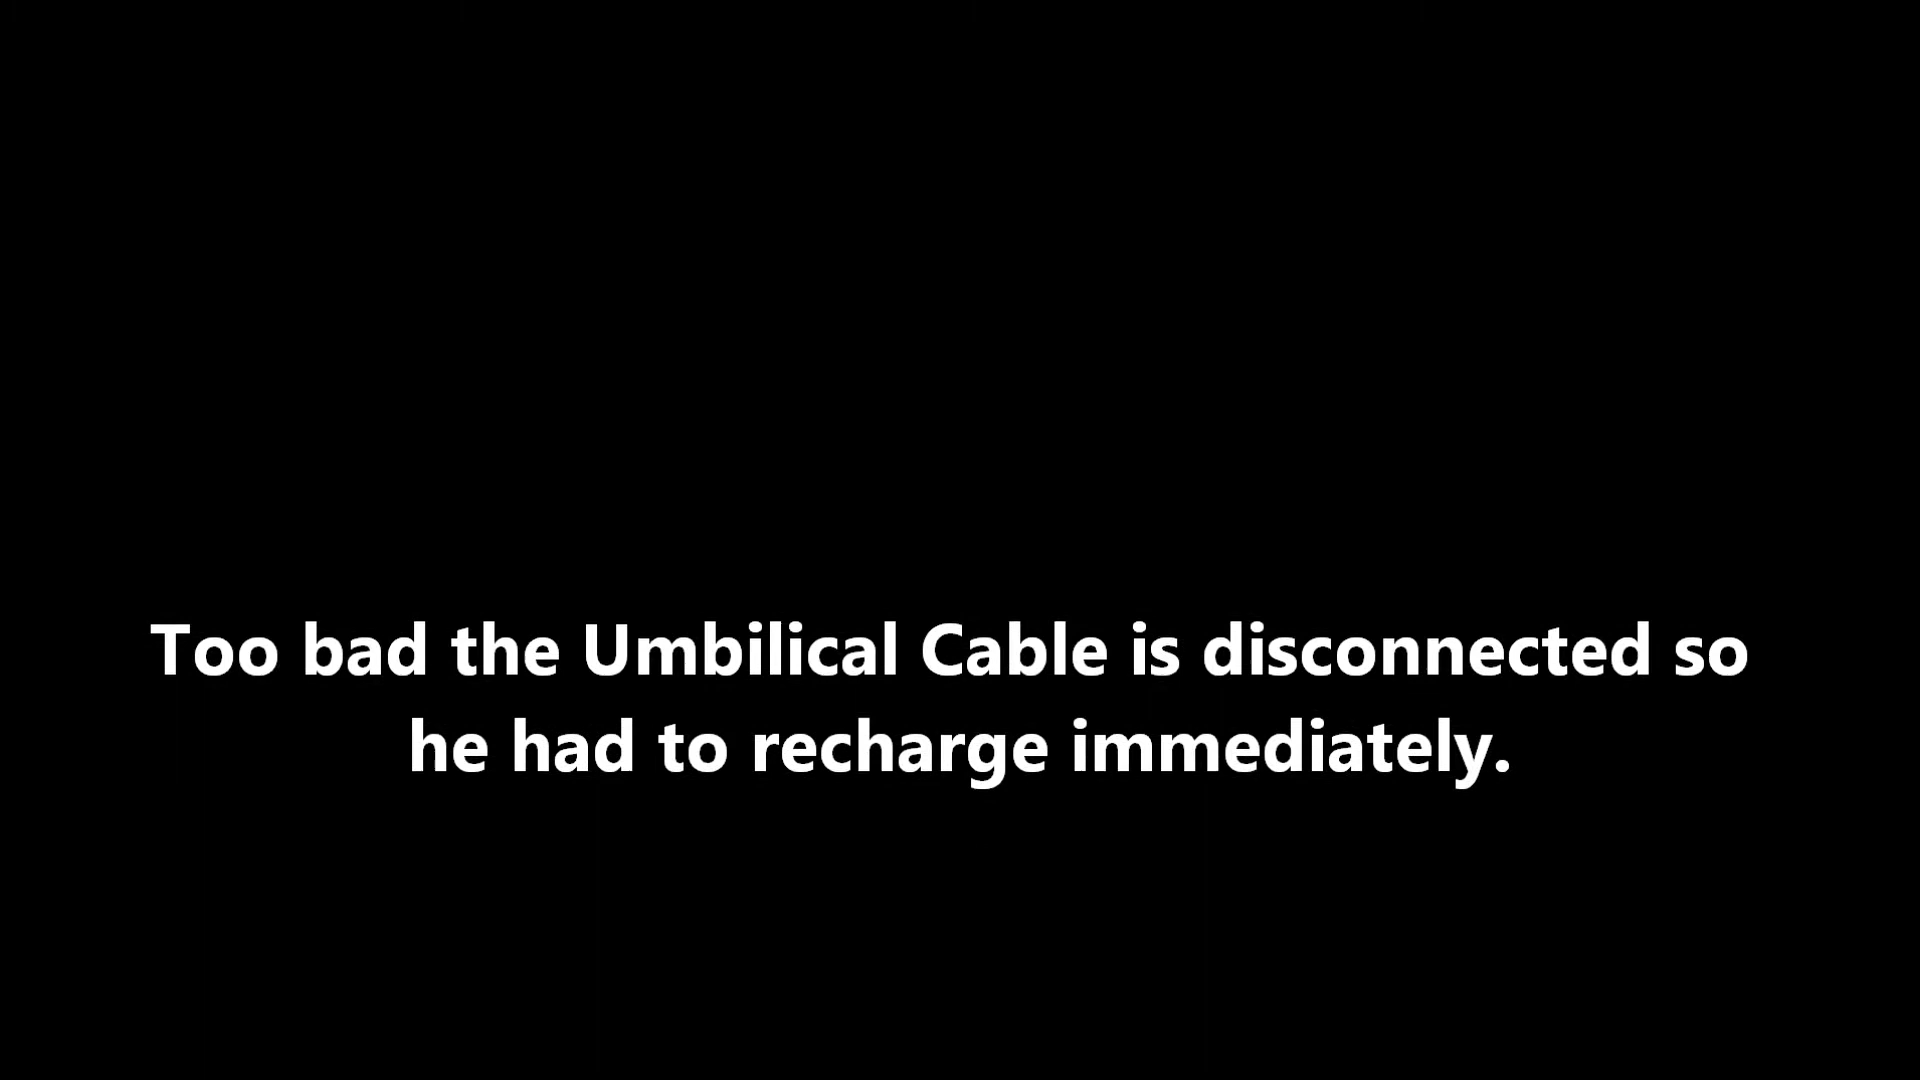 Too bad the Umbilical Cable is disconnected so
he had to recharge immediately.